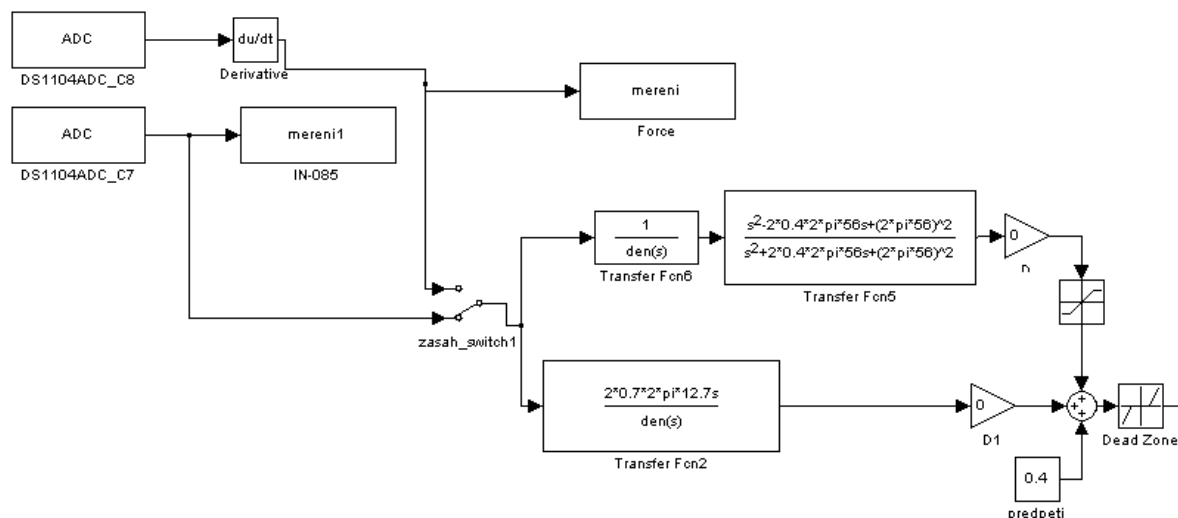 ADC
DS1104ADC_C8
du/dt
Derivative
mereni
Force
ADC
DS1104ADC_C7
mereni1
IN-085
1
den(s)
Transfer Fcn6
s^2-2*0.4*2*pi*56s+(2*pi*56)^2
s^2+2*0.4*2*pi*56s+(2*pi*56)^2
Transfer Fcn5
0
n
zasah_switch1
2*0.7*2*pi*12.7s
den(s)
Transfer Fcn2
0
D1
+
+
+
Dead Zone
0.4
predpeti